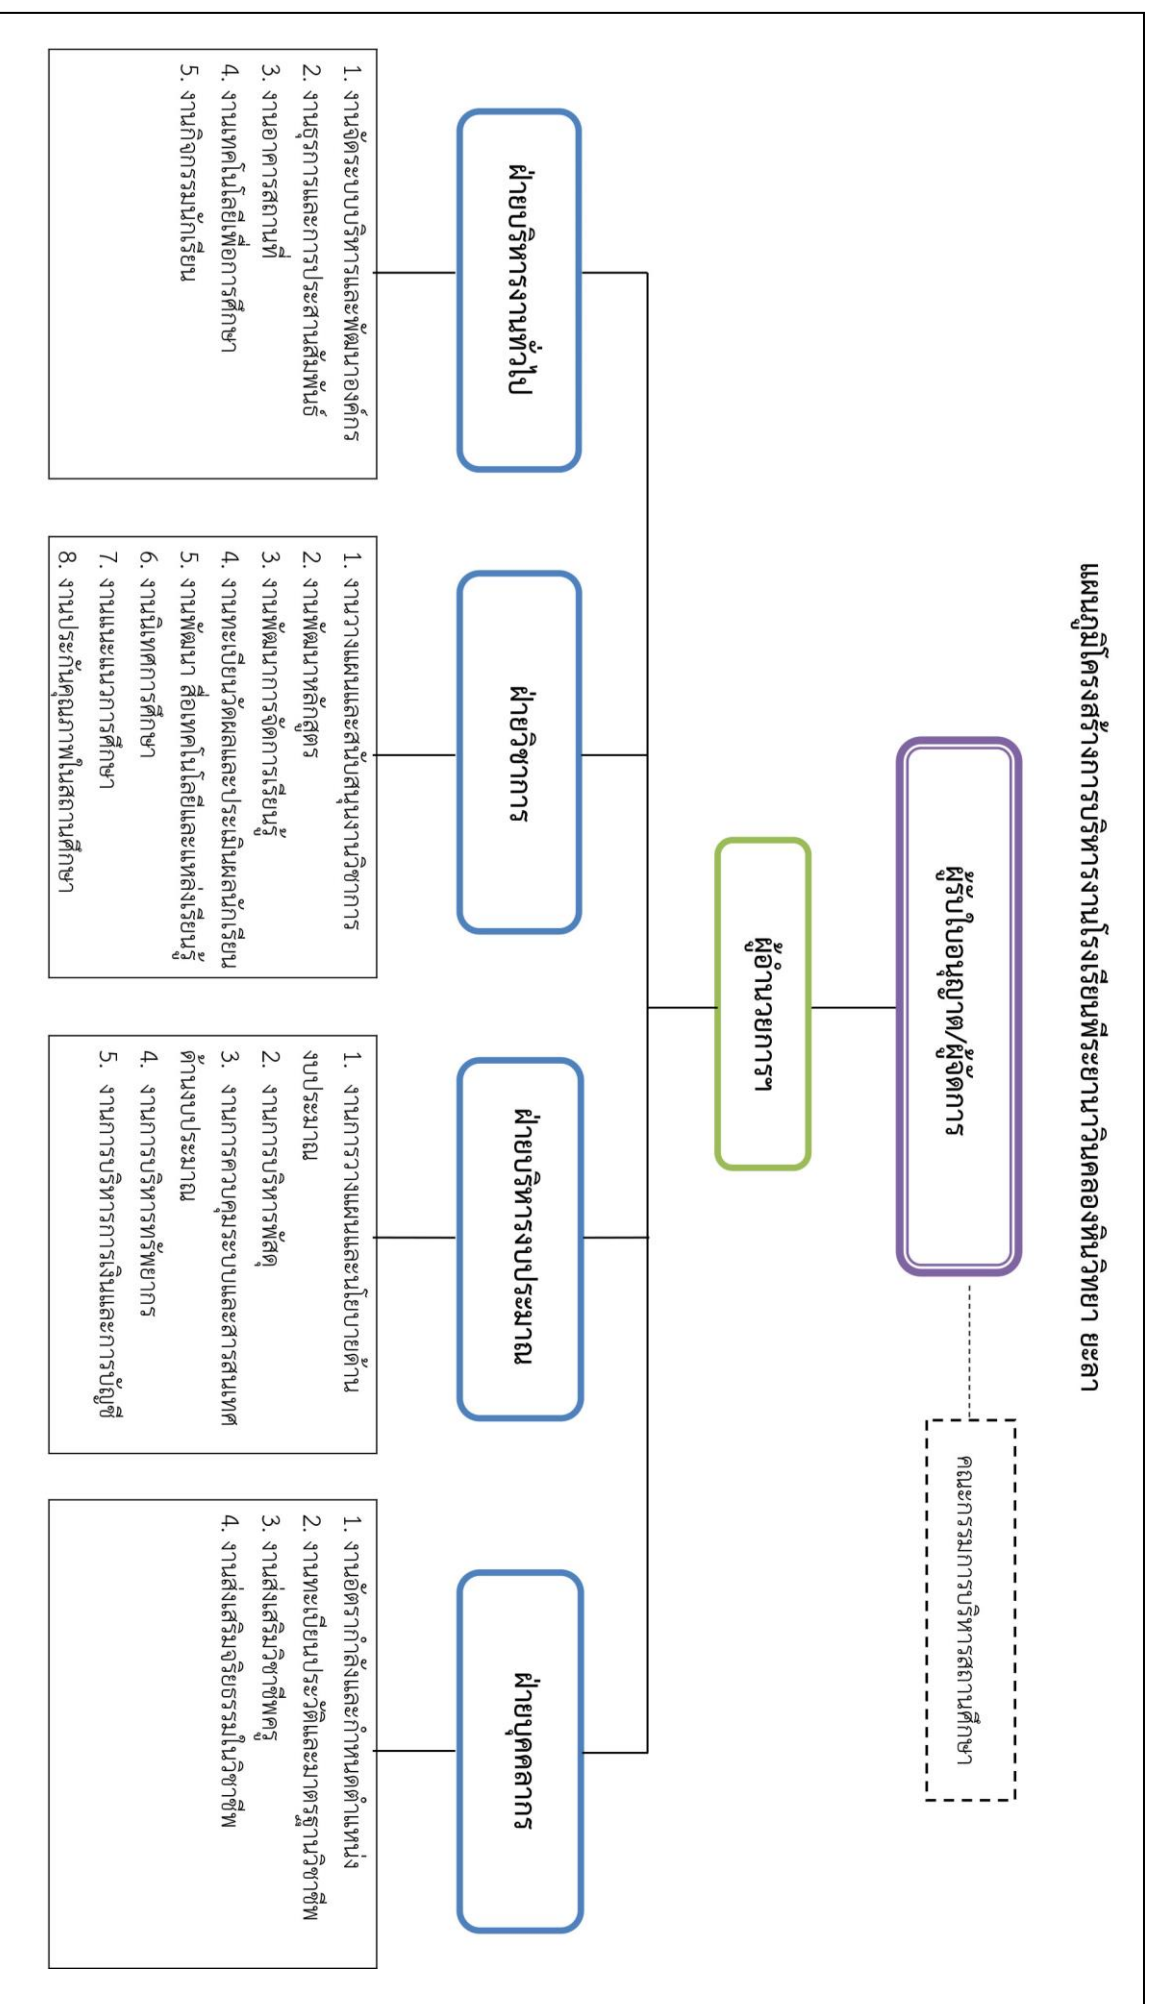 แผนภูมิโครงสร้างการบริหารงานโรงเรียนพีระยานาวินคลองหินวิทยา ยะลา
ผู้รับใบอนุญาต/ผู้จัดการ
คณะกรรมการบริหารสถานศึกษา
ผู้อำนวยการฯ
ฝ่ายบริหารงานทั่วไป
1. งานจัดระบบบริหารและพัฒนาองค์กร
2. งานธุรการและการประสานสัมพันธ์
3. งานอาคารสถานที่
4. งานเทคโนโลยีเพื่อการศึกษา
5. งานกิจกรรมนักเรียน
ฝ่ายวิชาการ
1. งานวางแผนและสนับสนุนงานวิชาการ
2. งานพัฒนาหลักสูตร
3. งานพัฒนาการจัดการเรียนรู้
4. งานทะเบียนวัดผลและประเมินผลนักเรียน
5. งานพัฒนา สื่อเทคโนโลยีและแหล่งเรียนรู้
6. งานนิเทศการศึกษา
7. งานแนะแนวการศึกษา
8. งานประกันคุณภาพในสถานศึกษา
ฝ่ายบริหารงบประมาณ
1. งานการวางแผนและนโยบายด้าน
งบประมาณ
2. งานการบริหารพัสดุ
3. งานการควบคุมระบบและสารสนเทศ
ด้านงบประมาณ
4. งานการบริหารทรัพยากร
5. งานการบริหารการเงินและการบัญชี
ฝ่ายบุคคลากร
1. งานอัตรากำลังและกำหนดตำแหน่ง
2. งานทะเบียนประวัติและมาตรฐานวิชาชีพ
3. งานส่งเสริมวิชาชีพครู
4. งานส่งเสริมจริยธรรมในวิชาชีพ